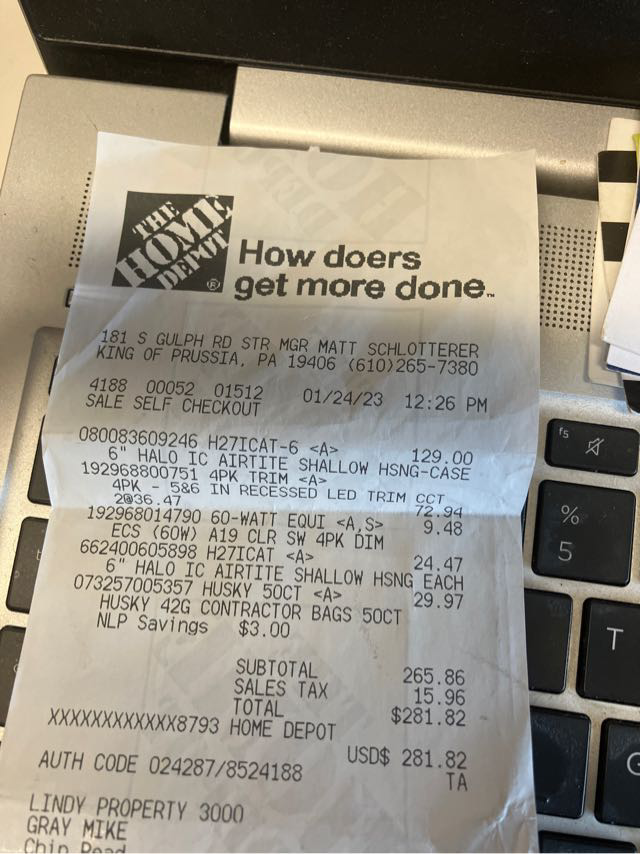 THE
HOME
DEPOT
®
How doers
get more done.™
181 S GULPH RD STR MGR MATT SCHLOTTERER
KING OF PRUSSIA, PA 19406 (610)265-7380
4188 00052 01512 01/24/23 12:26 PM
SALE SELF CHECKOUT
080083609246 H27ICAT-6 <A> 129.00
6" HALO IC AIRTITE SHALLOW HSNG-CASE
192968800751 4PK TRIM <A>
4PK - 5&6 IN RECESSED LED TRIM CCT
2@36.47 72.94
192968014790 60-WATT EQUI <A,S> 9.48
ECS (60W) A19 CLR SW 4PK DIM
662400605898 H27ICAT <A> 24.47
6" HALO IC AIRTITE SHALLOW HSNG EACH
073257005357 HUSKY 50CT <A> 29.97
HUSKY 42G CONTRACTOR BAGS 50CT
NLP Savings $3.00
SUBTOTAL 265.86
SALES TAX 15.96
TOTAL $281.82
XXXXXXXXXXXX8793 HOME DEPOT
USD$ 281.82
AUTH CODE 024287/8524188 TA
LINDY PROPERTY 3000
GRAY MIKE
Chip Read
f5
%
5
T